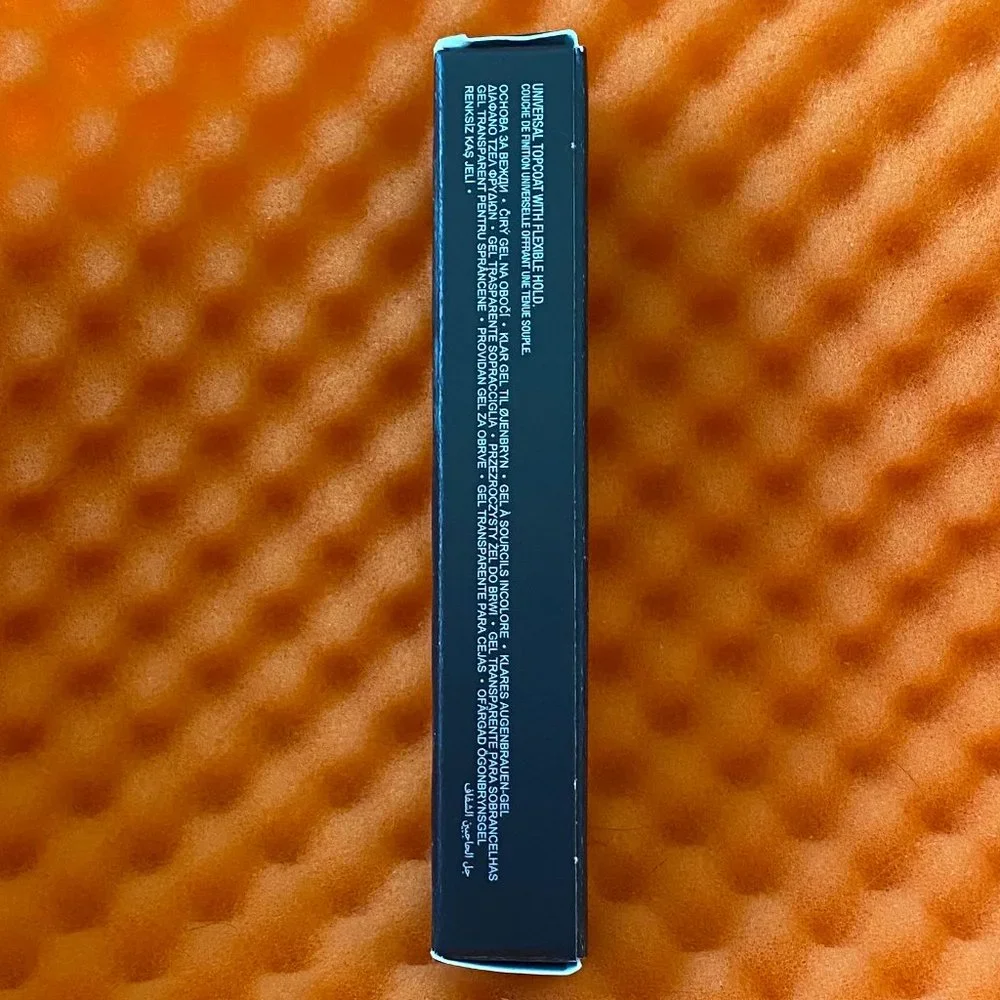 UNIVERSAL TOPCOAT WITH FLEXIBLE HOLD.
COUCHE DE FINITION UNIVERSELLE OFFRANT UNE TENUE SOUPLE.
ОСНОВА ЗА ВЕЖДИ • ČIRÝ GEL NA OBOČÍ • KLAR GEL TIL ØJENBRYN • GEL À SOURCILS INCOLORE • KLARES AUGENBRAUEN-GEL
ΔΙΑΦΑΝΟ ΤΖΕΛ ΦΡΥΔΙΩΝ • GEL TRASPARENTE SOPRACCIGLIA • PRZEZROCZYSTY ŻEL DO BRWI • GEL TRANSPARENTE PARA SOBRANCELHAS
GEL TRANSPARENT PENTRU SPRÂNCENE • PROVIDAN GEL ZA OBRVE • GEL TRANSPARENTE PARA CEJAS • OFÄRGAD ÖGONBRYNSGEL
RENKSİZ KAŞ JELİ • جل الحاجبين الشفاف